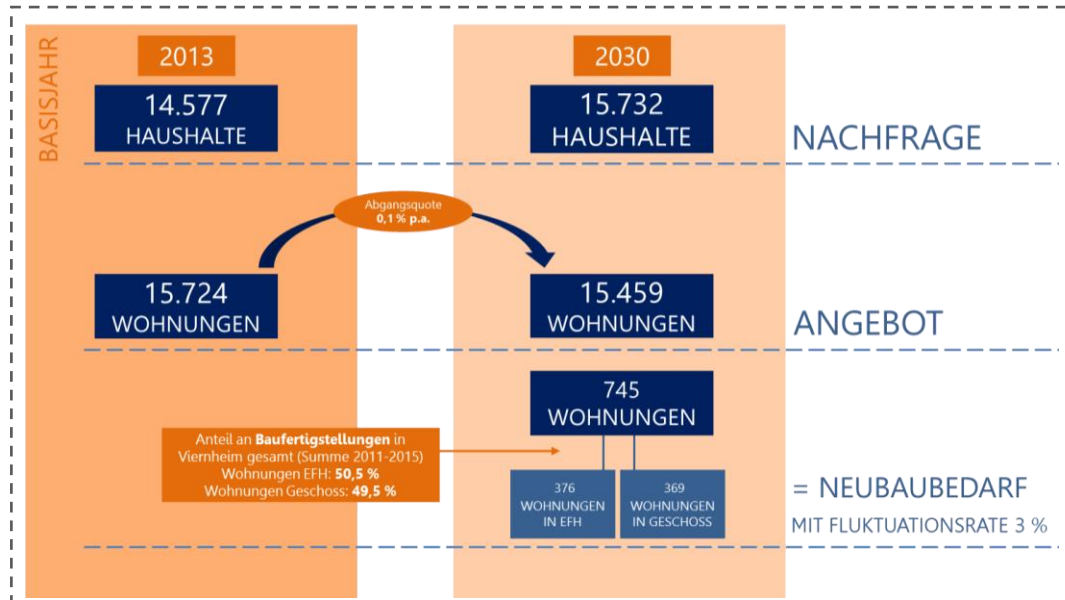 BASISJAHR
2013
2030
14.577
HAUSHALTE
15.732
HAUSHALTE
NACHFRAGE
Abgangsquote
0,1 % p.a.
15.724
WOHNUNGEN
15.459
WOHNUNGEN
ANGEBOT
745
WOHNUNGEN
Anteil an Baufertigstellungen in
Viernheim gesamt (Summe 2011-2015)
Wohnungen EFH: 50,5 %
Wohnungen Geschoss: 49,5 %
376
WOHNUNGEN
IN EFH
369
WOHNUNGEN
IN GESCHOSS
= NEUBAUBEDARF
MIT FLUKTUATIONSRATE 3 %